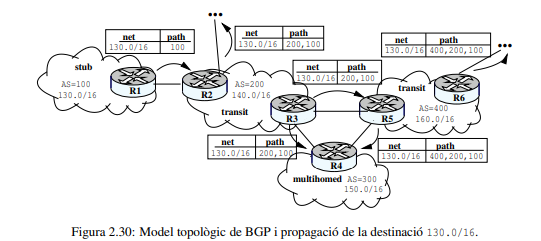 •••
net path
130.0/16 100
net path
130.0/16 200,100
net path
130.0/16 400,200,100
•••
stub
AS=100
130.0/16
R1
R2
AS=200
140.0/16
transit
net path
130.0/16 200,100
R3
R5
transit
R6
AS=400
160.0/16
net path
130.0/16 200,100
R4
net path
130.0/16 400,200,100
multihomed AS=300
150.0/16
Figura 2.30: Model topològic de BGP i propagació de la destinació 130.0/16.